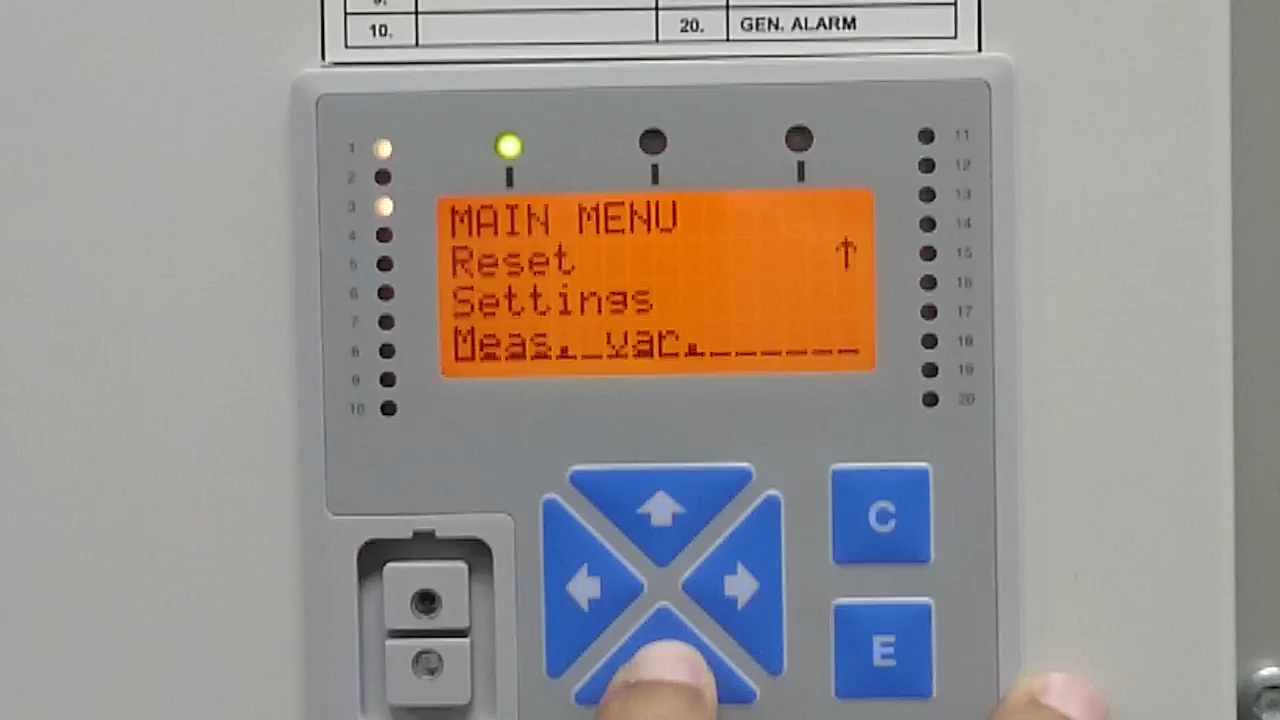 10. 20. GEN. ALARM
1 11
2 12
3 13
4 14
5 15
6 16
7 17
8 18
9 19
10 20
MAIN MENU
Reset ↑
Settings
Meas. var.
C
E